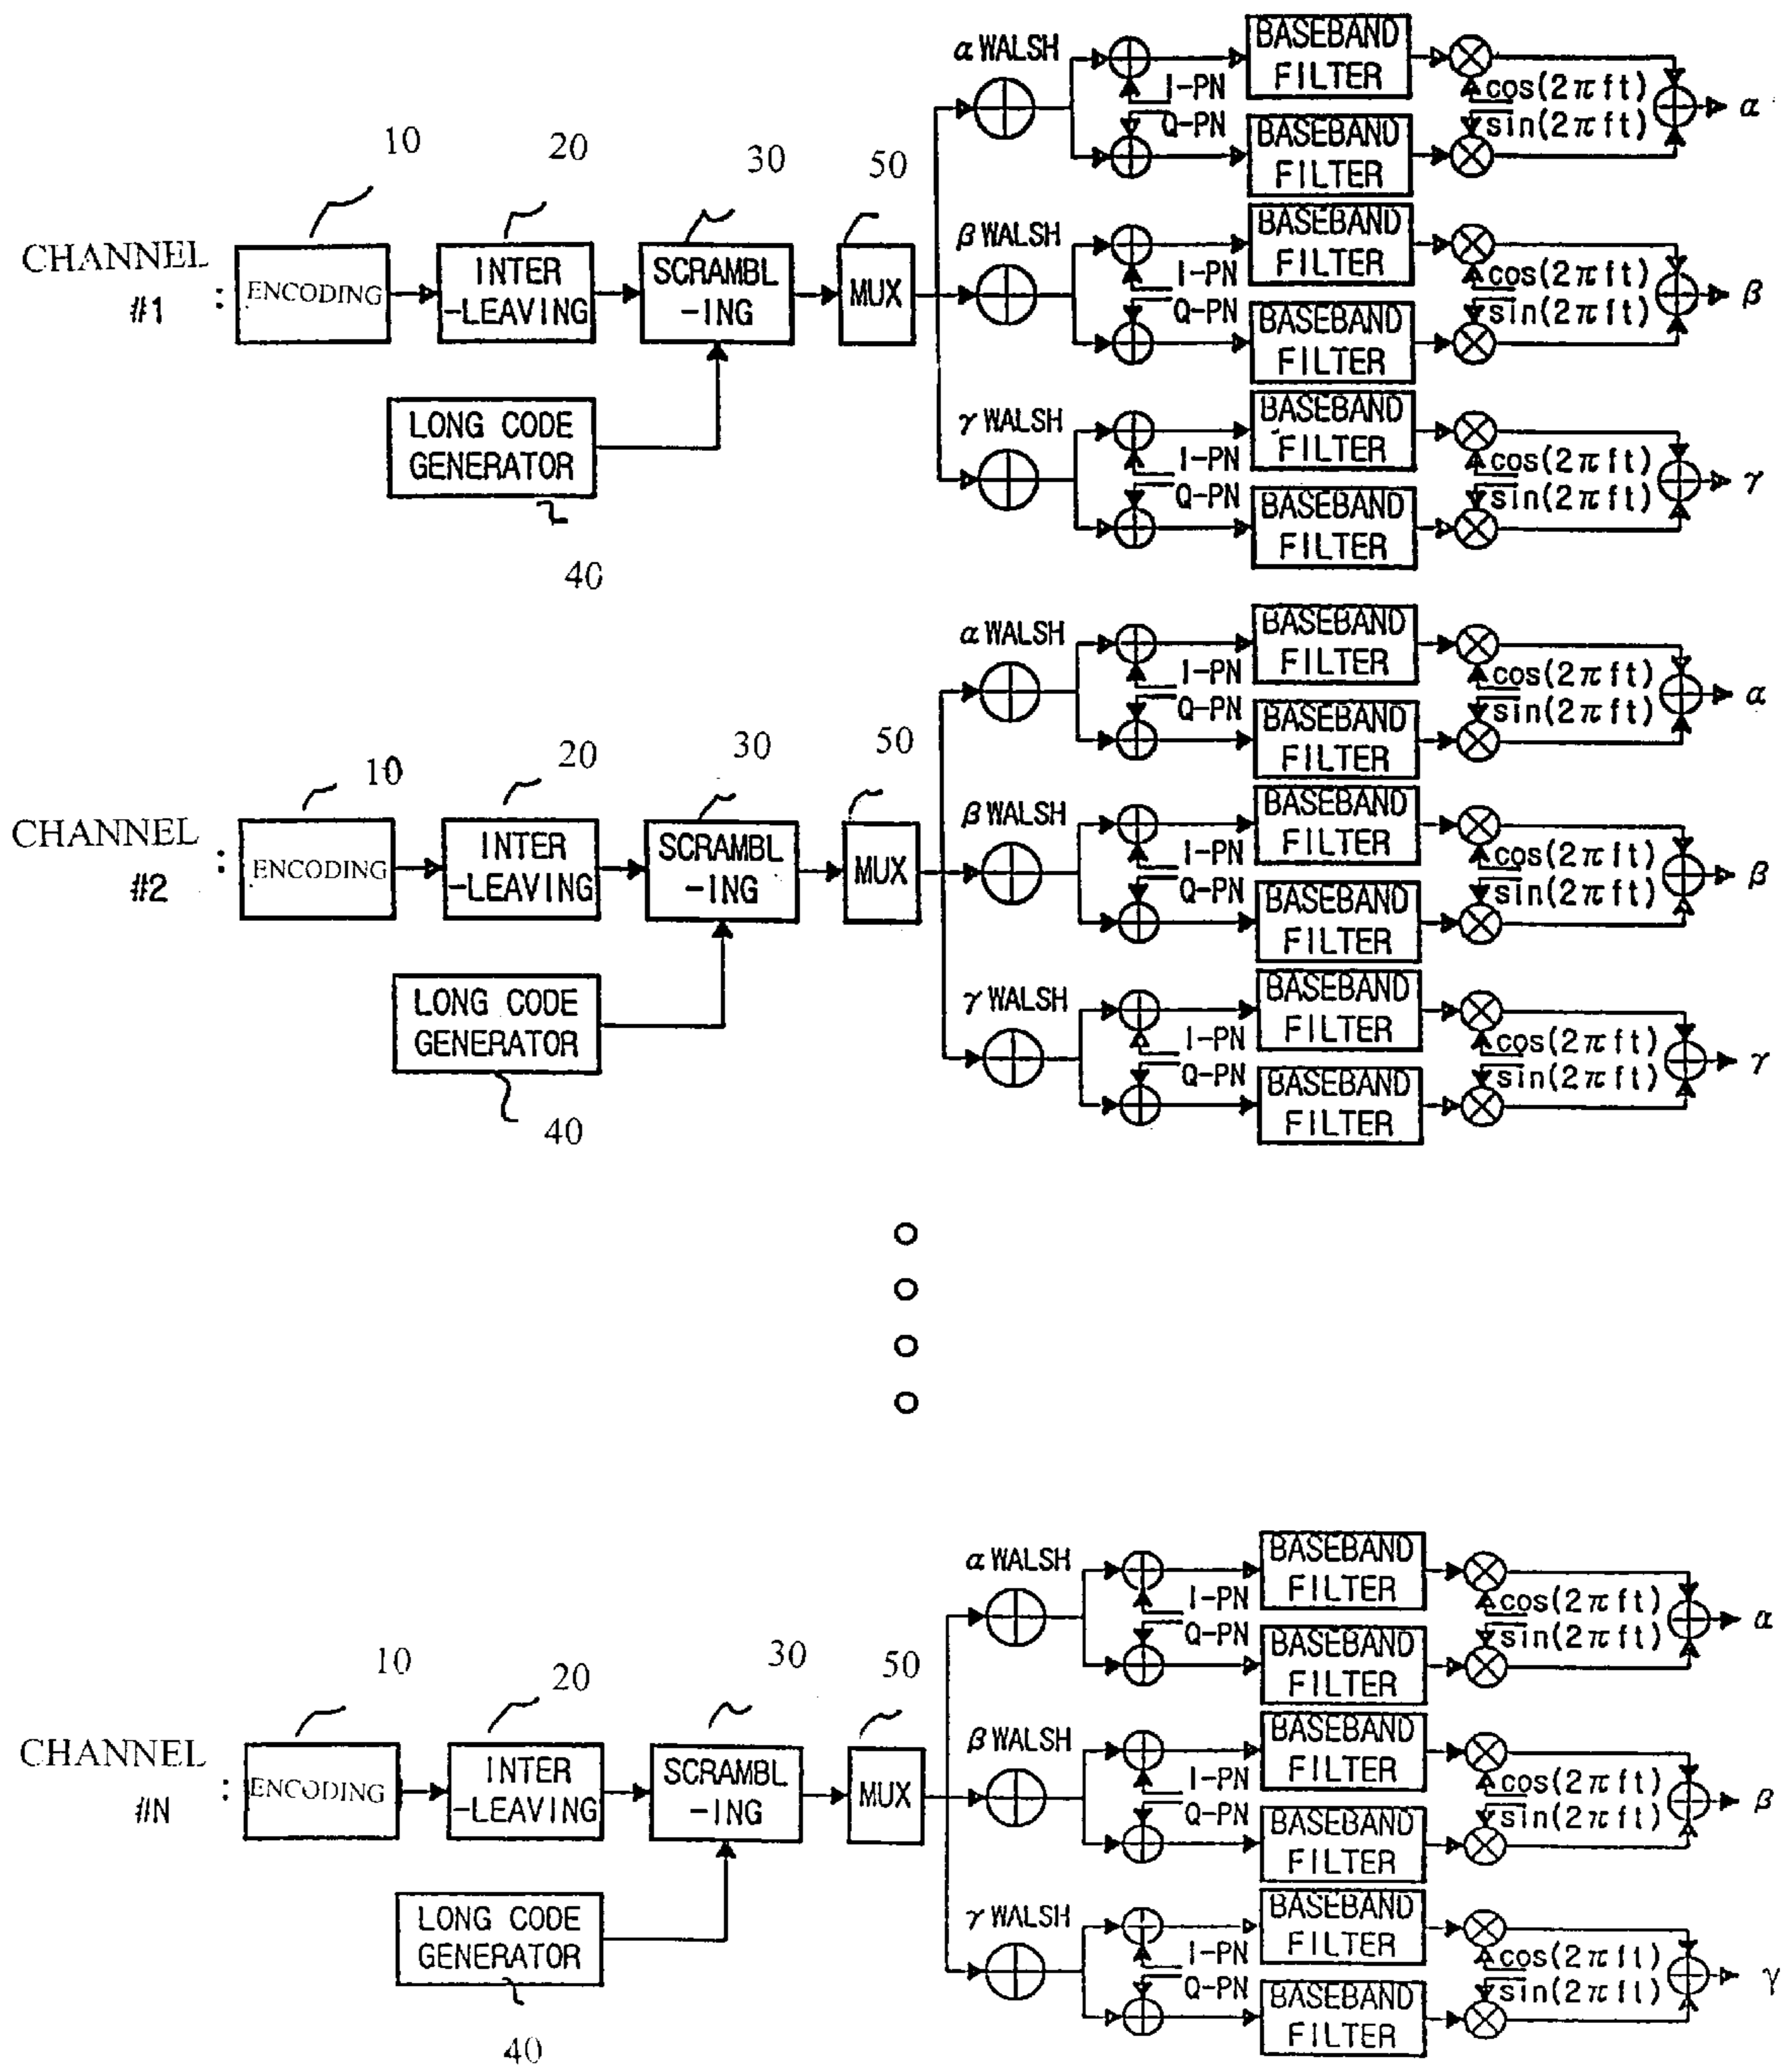 CHANNEL
#1 :
10
20
30
50
ENCODING
INTER
-LEAVING
SCRAMBL
-ING
MUX
LONG CODE
GENERATOR
40
α WALSH
I-PN
Q-PN
BASEBAND
FILTER
BASEBAND
FILTER
cos(2πft)
sin(2πft)
α
β WALSH
I-PN
Q-PN
BASEBAND
FILTER
BASEBAND
FILTER
cos(2πft)
sin(2πft)
β
γ WALSH
I-PN
Q-PN
BASEBAND
FILTER
BASEBAND
FILTER
cos(2πft)
sin(2πft)
γ
CHANNEL
#2 :
10
20
30
50
ENCODING
INTER
-LEAVING
SCRAMBL
-ING
MUX
LONG CODE
GENERATOR
40
α WALSH
I-PN
Q-PN
BASEBAND
FILTER
BASEBAND
FILTER
cos(2πft)
sin(2πft)
α
β WALSH
I-PN
Q-PN
BASEBAND
FILTER
BASEBAND
FILTER
cos(2πft)
sin(2πft)
β
γ WALSH
I-PN
Q-PN
BASEBAND
FILTER
BASEBAND
FILTER
cos(2πft)
sin(2πft)
γ
CHANNEL
#N :
10
20
30
50
ENCODING
INTER
-LEAVING
SCRAMBL
-ING
MUX
LONG CODE
GENERATOR
40
α WALSH
I-PN
Q-PN
BASEBAND
FILTER
BASEBAND
FILTER
cos(2πft)
sin(2πft)
α
β WALSH
I-PN
Q-PN
BASEBAND
FILTER
BASEBAND
FILTER
cos(2πft)
sin(2πft)
β
γ WALSH
I-PN
Q-PN
BASEBAND
FILTER
BASEBAND
FILTER
cos(2πft)
sin(2πft)
γ